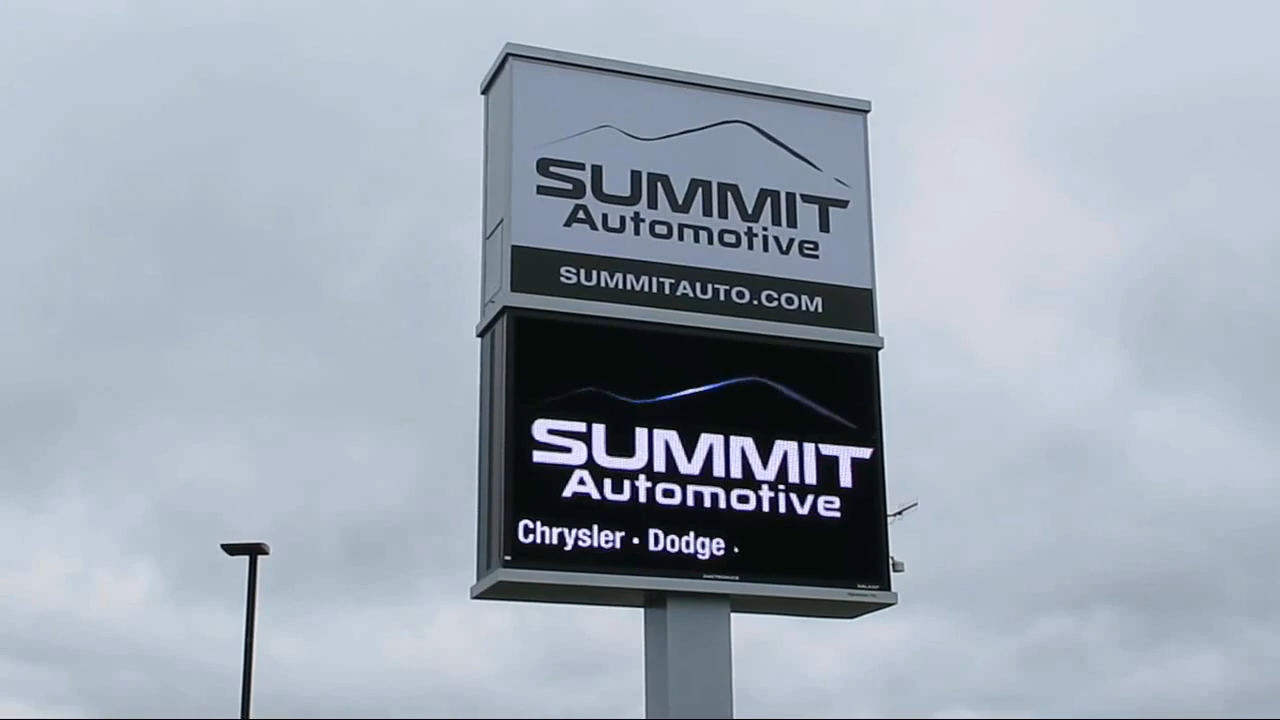 SUMMIT
Automotive
SUMMITAUTO.COM
SUMMIT
Automotive
Chrysler · Dodge ·